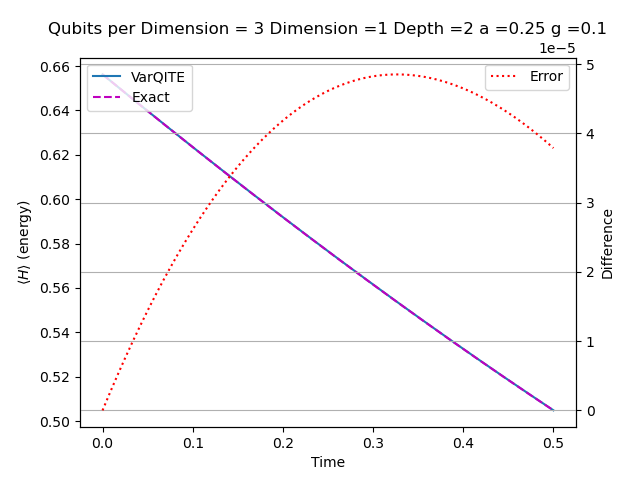 Qubits per Dimension = 3 Dimension =1 Depth =2 a =0.25 g =0.1
1e−5
VarQITE
Exact
Error
0.66
0.64
0.62
0.60
0.58
0.56
0.54
0.52
0.50
⟨H⟩ (energy)
5
4
3
2
1
0
Difference
0.0 0.1 0.2 0.3 0.4 0.5
Time